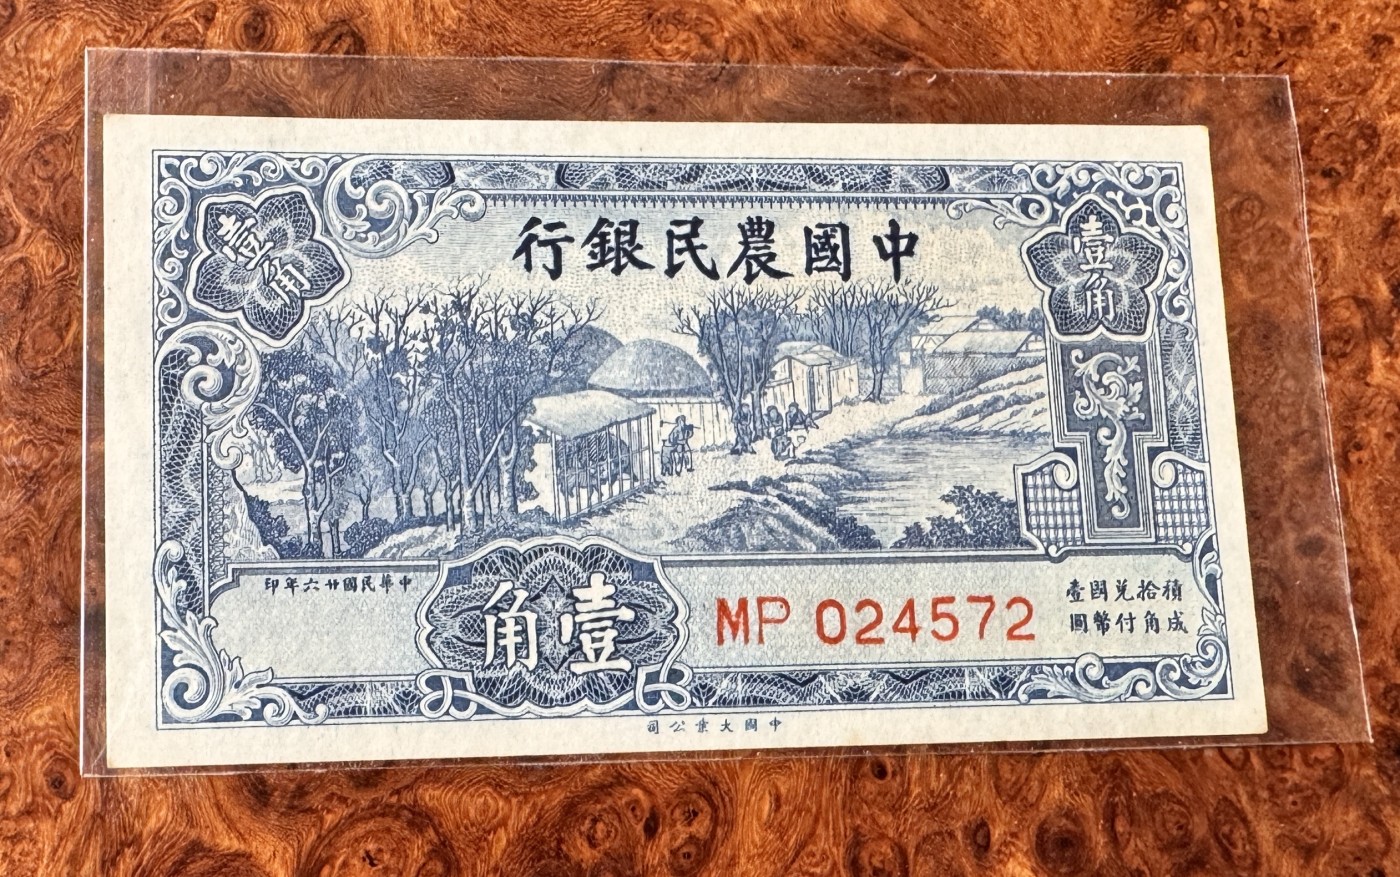 中國農民銀行
壹角
壹角
中華民國廿六年印
壹角
MP 024572
積成拾角兌付國幣壹圓
中國大業公司